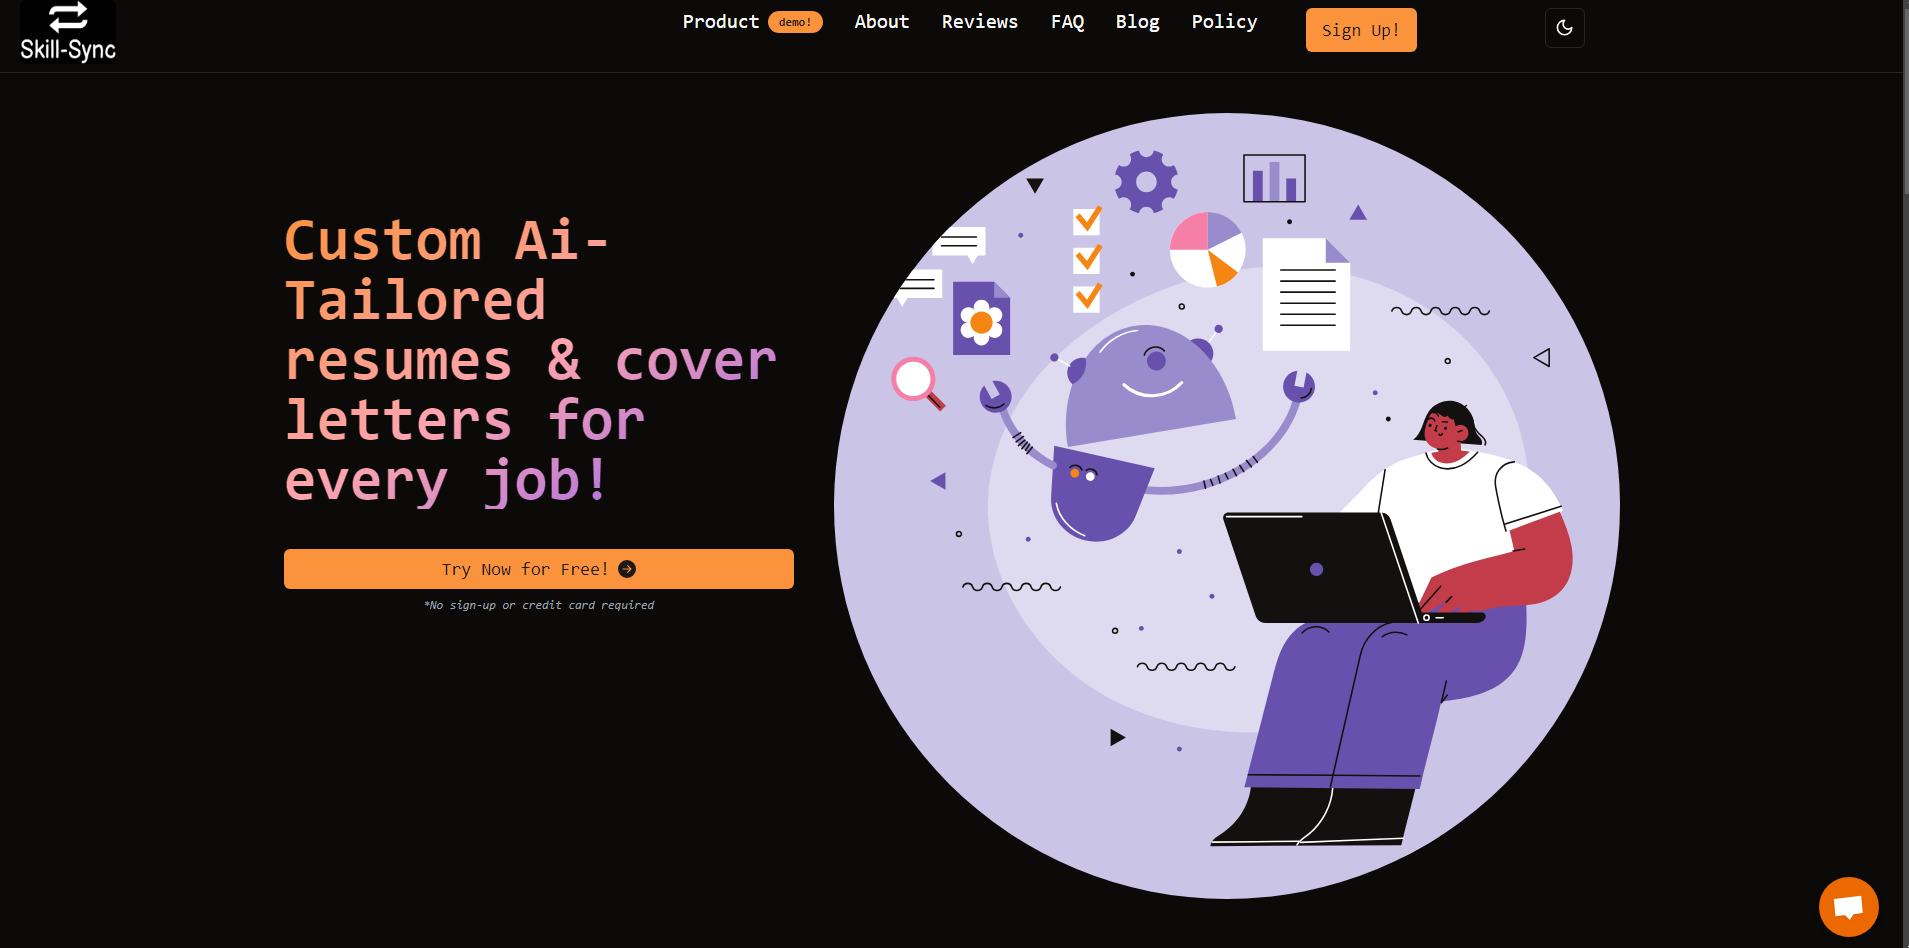 Skill-Sync
Product demo! About Reviews FAQ Blog Policy Sign Up!
Custom Ai-
Tailored
resumes & cover
letters for
every job!
Try Now for Free!
*No sign-up or credit card required